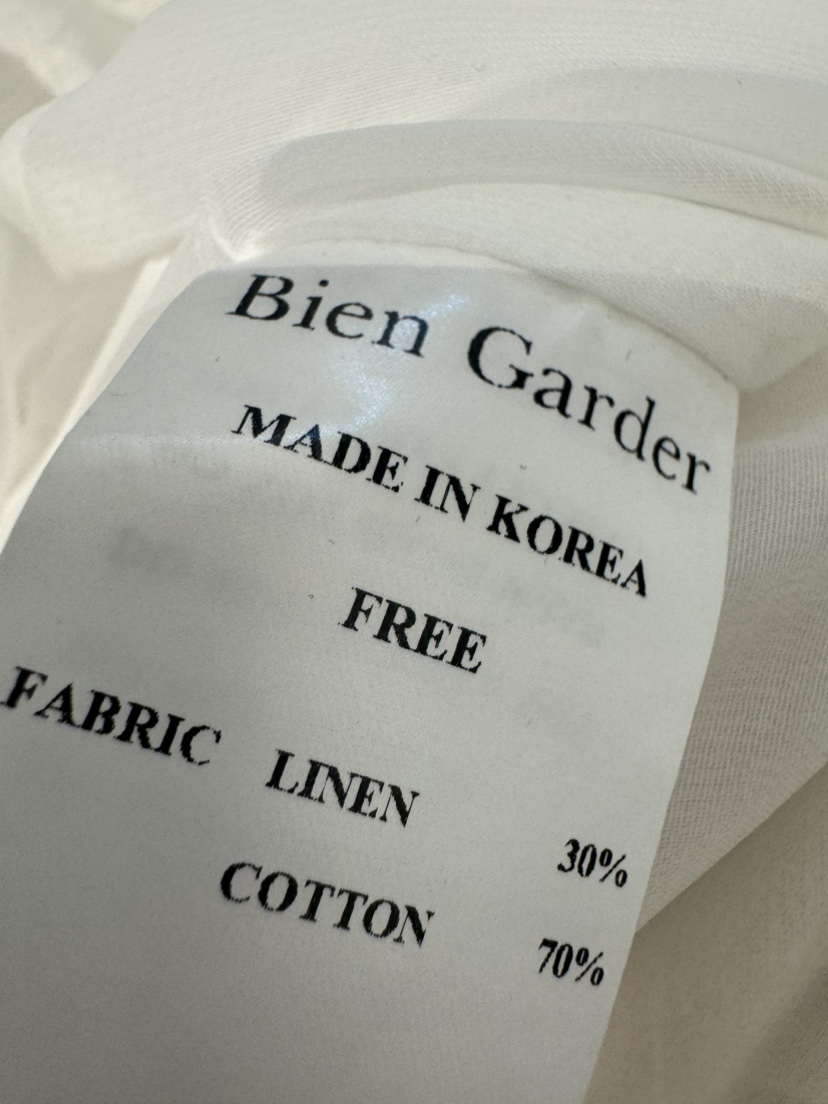 Bien Garder
MADE IN KOREA
FREE
FABRIC LINEN 30%
COTTON 70%